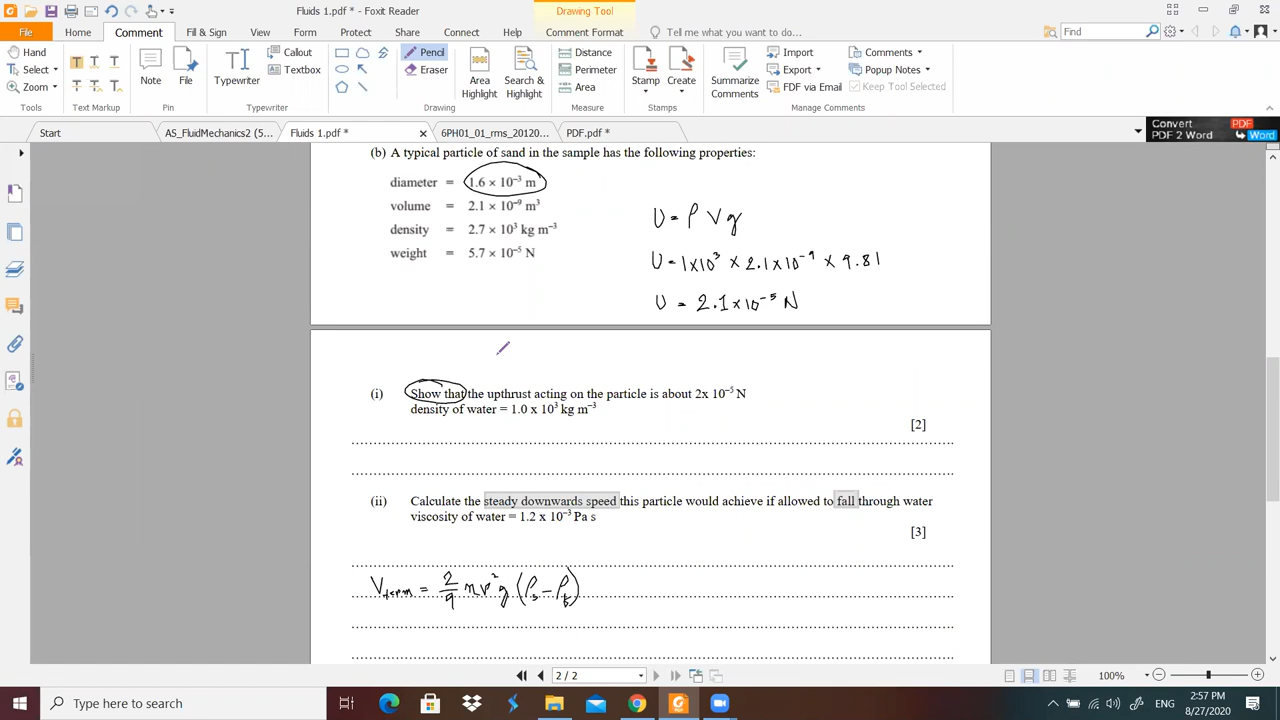 Fluids 1.pdf * - Foxit Reader
Drawing Tool
File Home Comment Fill & Sign View Form Protect Share Connect Help Comment Format Tell me what you want to do... Find
Hand
Select
Zoom
Tools
Text Markup
Note
File
Pin
Typewriter
Callout
Textbox
Typewriter
Pencil
Eraser
Drawing
Area Highlight
Search & Highlight
Distance
Perimeter
Area
Measure
Stamp
Create
Stamps
Summarize Comments
Import
Export
FDF via Email
Comments
Popup Notes
Keep Tool Selected
Manage Comments
Start AS_FluidMechanics2 (5... Fluids 1.pdf * 6PH01_01_rms_20120... PDF.pdf *
Convert PDF
PDF 2 Word Word
(b) A typical particle of sand in the sample has the following properties:
diameter = 1.6 × 10⁻³ m
volume = 2.1 × 10⁻⁹ m³
density = 2.7 × 10³ kg m⁻³
weight = 5.7 × 10⁻⁵ N
U = ρ V g
U = 1x10³ x 2.1x10⁻⁹ x 9.81
U = 2.1x10⁻⁵ N
(i) Show that the upthrust acting on the particle is about 2x 10⁻⁵ N
density of water = 1.0 x 10³ kg m⁻³
[2]
(ii) Calculate the steady downwards speed this particle would achieve if allowed to fall through water
viscosity of water = 1.2 x 10⁻³ Pa s
[3]
Vterm = 2/9 ηr²g (ρs − ρf)
2 / 2
100%
Type here to search
ENG
2:57 PM
8/27/2020